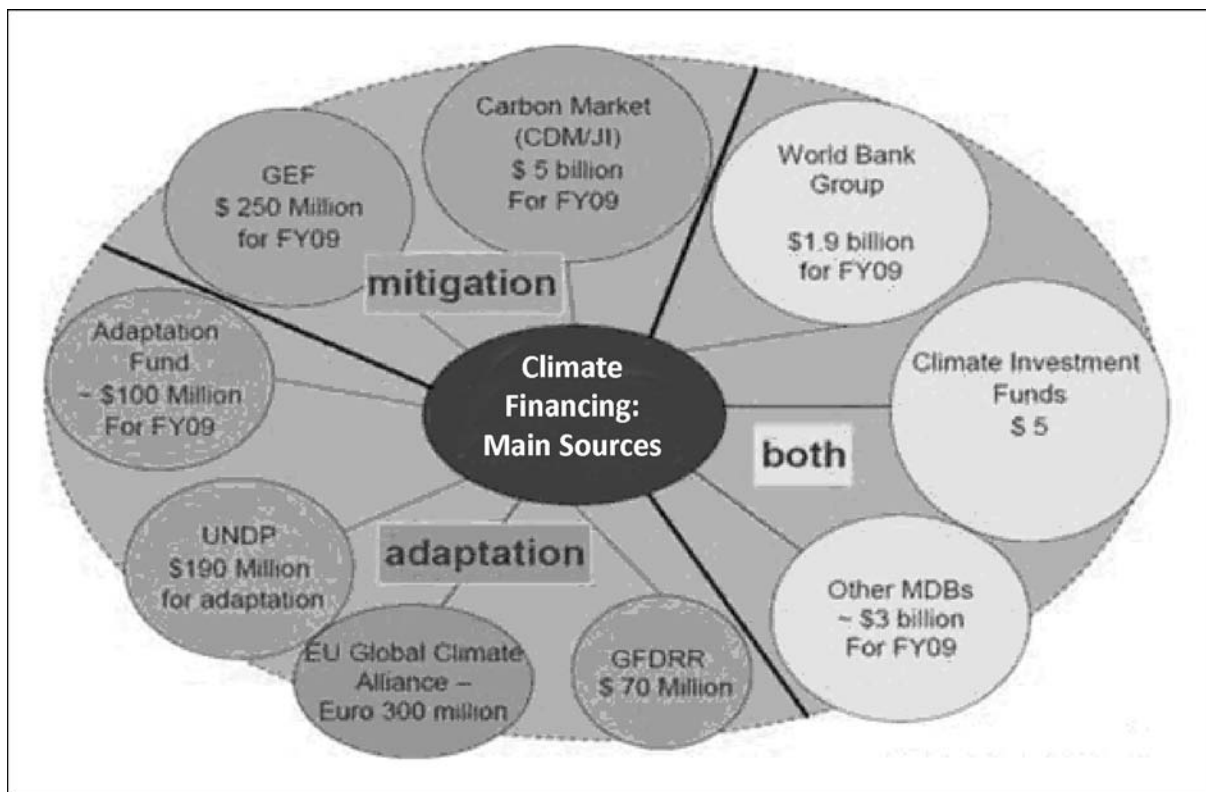 Carbon Market
(CDM/JI)
$ 5 billion
For FY09
GEF
$ 250 Million
for FY09
World Bank
Group
$1.9 billion
for FY09
mitigation
Adaptation
Fund
~ $100 Million
For FY09
Climate
Financing:
Main Sources
Climate Investment
Funds
$ 5
both
UNDP
$190 Million
for adaptation
adaptation
Other MDBs
~ $3 billion
For FY09
EU Global Climate
Alliance –
Euro 300 million
GFDRR
$ 70 Million